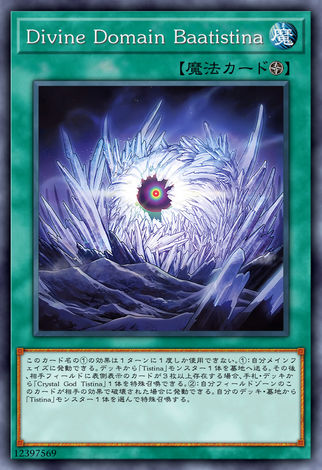 Divine Domain Baatistina
魔
【魔法カード】
このカード名の①の効果は1ターンに1度しか使用できない。①：自分メインフ
ェイズに発動できる。デッキから「Tistina」モンスター1体を墓地へ送る。その後、
相手フィールドに表側表示のカードが3枚以上存在する場合、手札・デッキか
ら「Crystal God Tistina」1体を特殊召喚できる。②：自分フィールドゾーンのこ
のカードが相手の効果で破壊された場合に発動できる。自分のデッキ・墓地か
ら「Tistina」モンスター1体を選んで特殊召喚する。
12397569